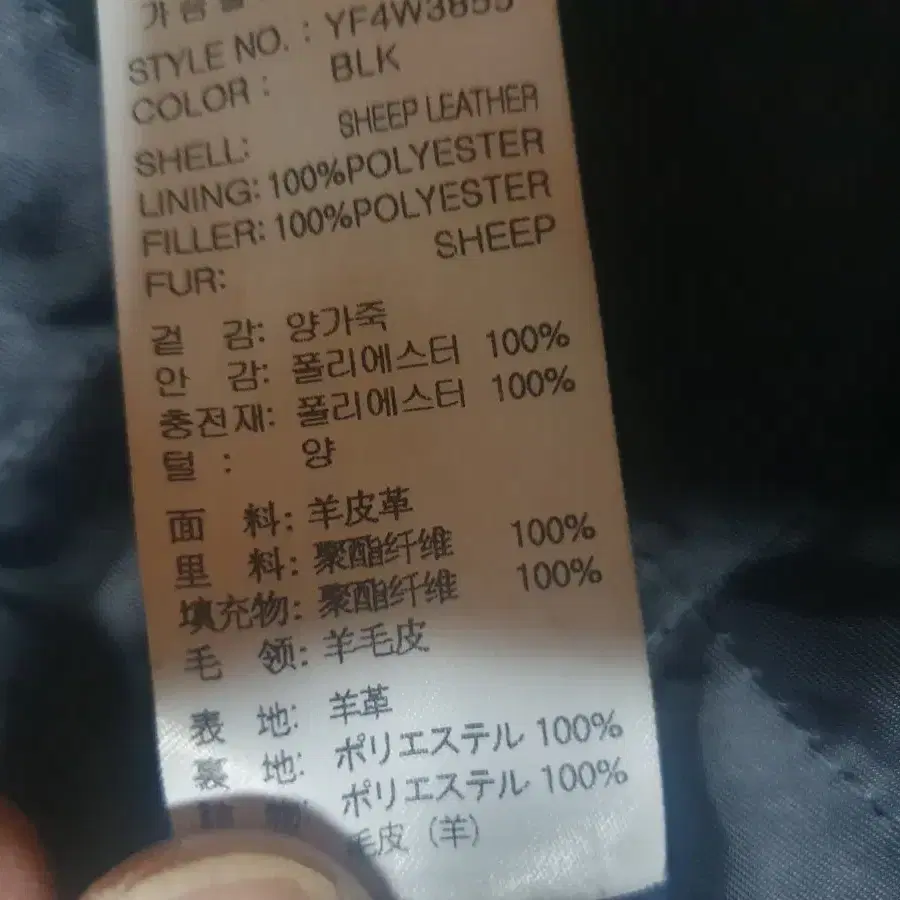 STYLE NO. : YF4W3855
COLOR : BLK
SHELL: SHEEP LEATHER
LINING: 100%POLYESTER
FILLER: 100%POLYESTER
FUR: SHEEP
겉 감: 양가죽
안 감: 폴리에스터 100%
충전재: 폴리에스터 100%
털 : 양
面 料: 羊皮革
里 料: 聚酯纤维 100%
填充物: 聚酯纤维 100%
毛 领: 羊毛皮
表 地: 羊革
裏 地: ポリエステル 100%
ポリエステル 100%
毛皮 (羊)